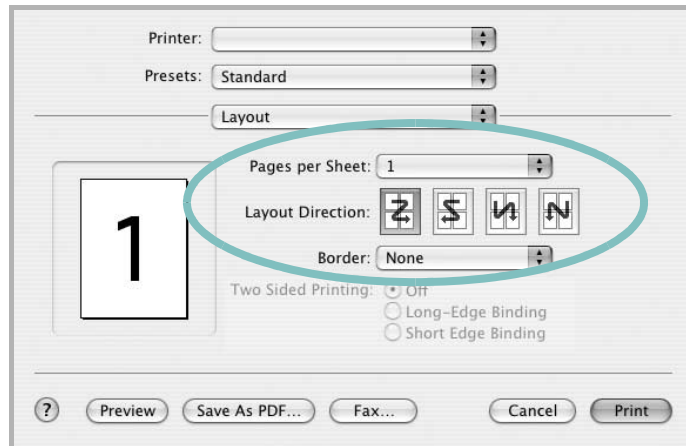 Printer:
Presets: Standard
Layout
Pages per Sheet: 1
Layout Direction:
Border: None
1
Two Sided Printing: Off
Long-Edge Binding
Short Edge Binding
? Preview Save As PDF... Fax... Cancel Print